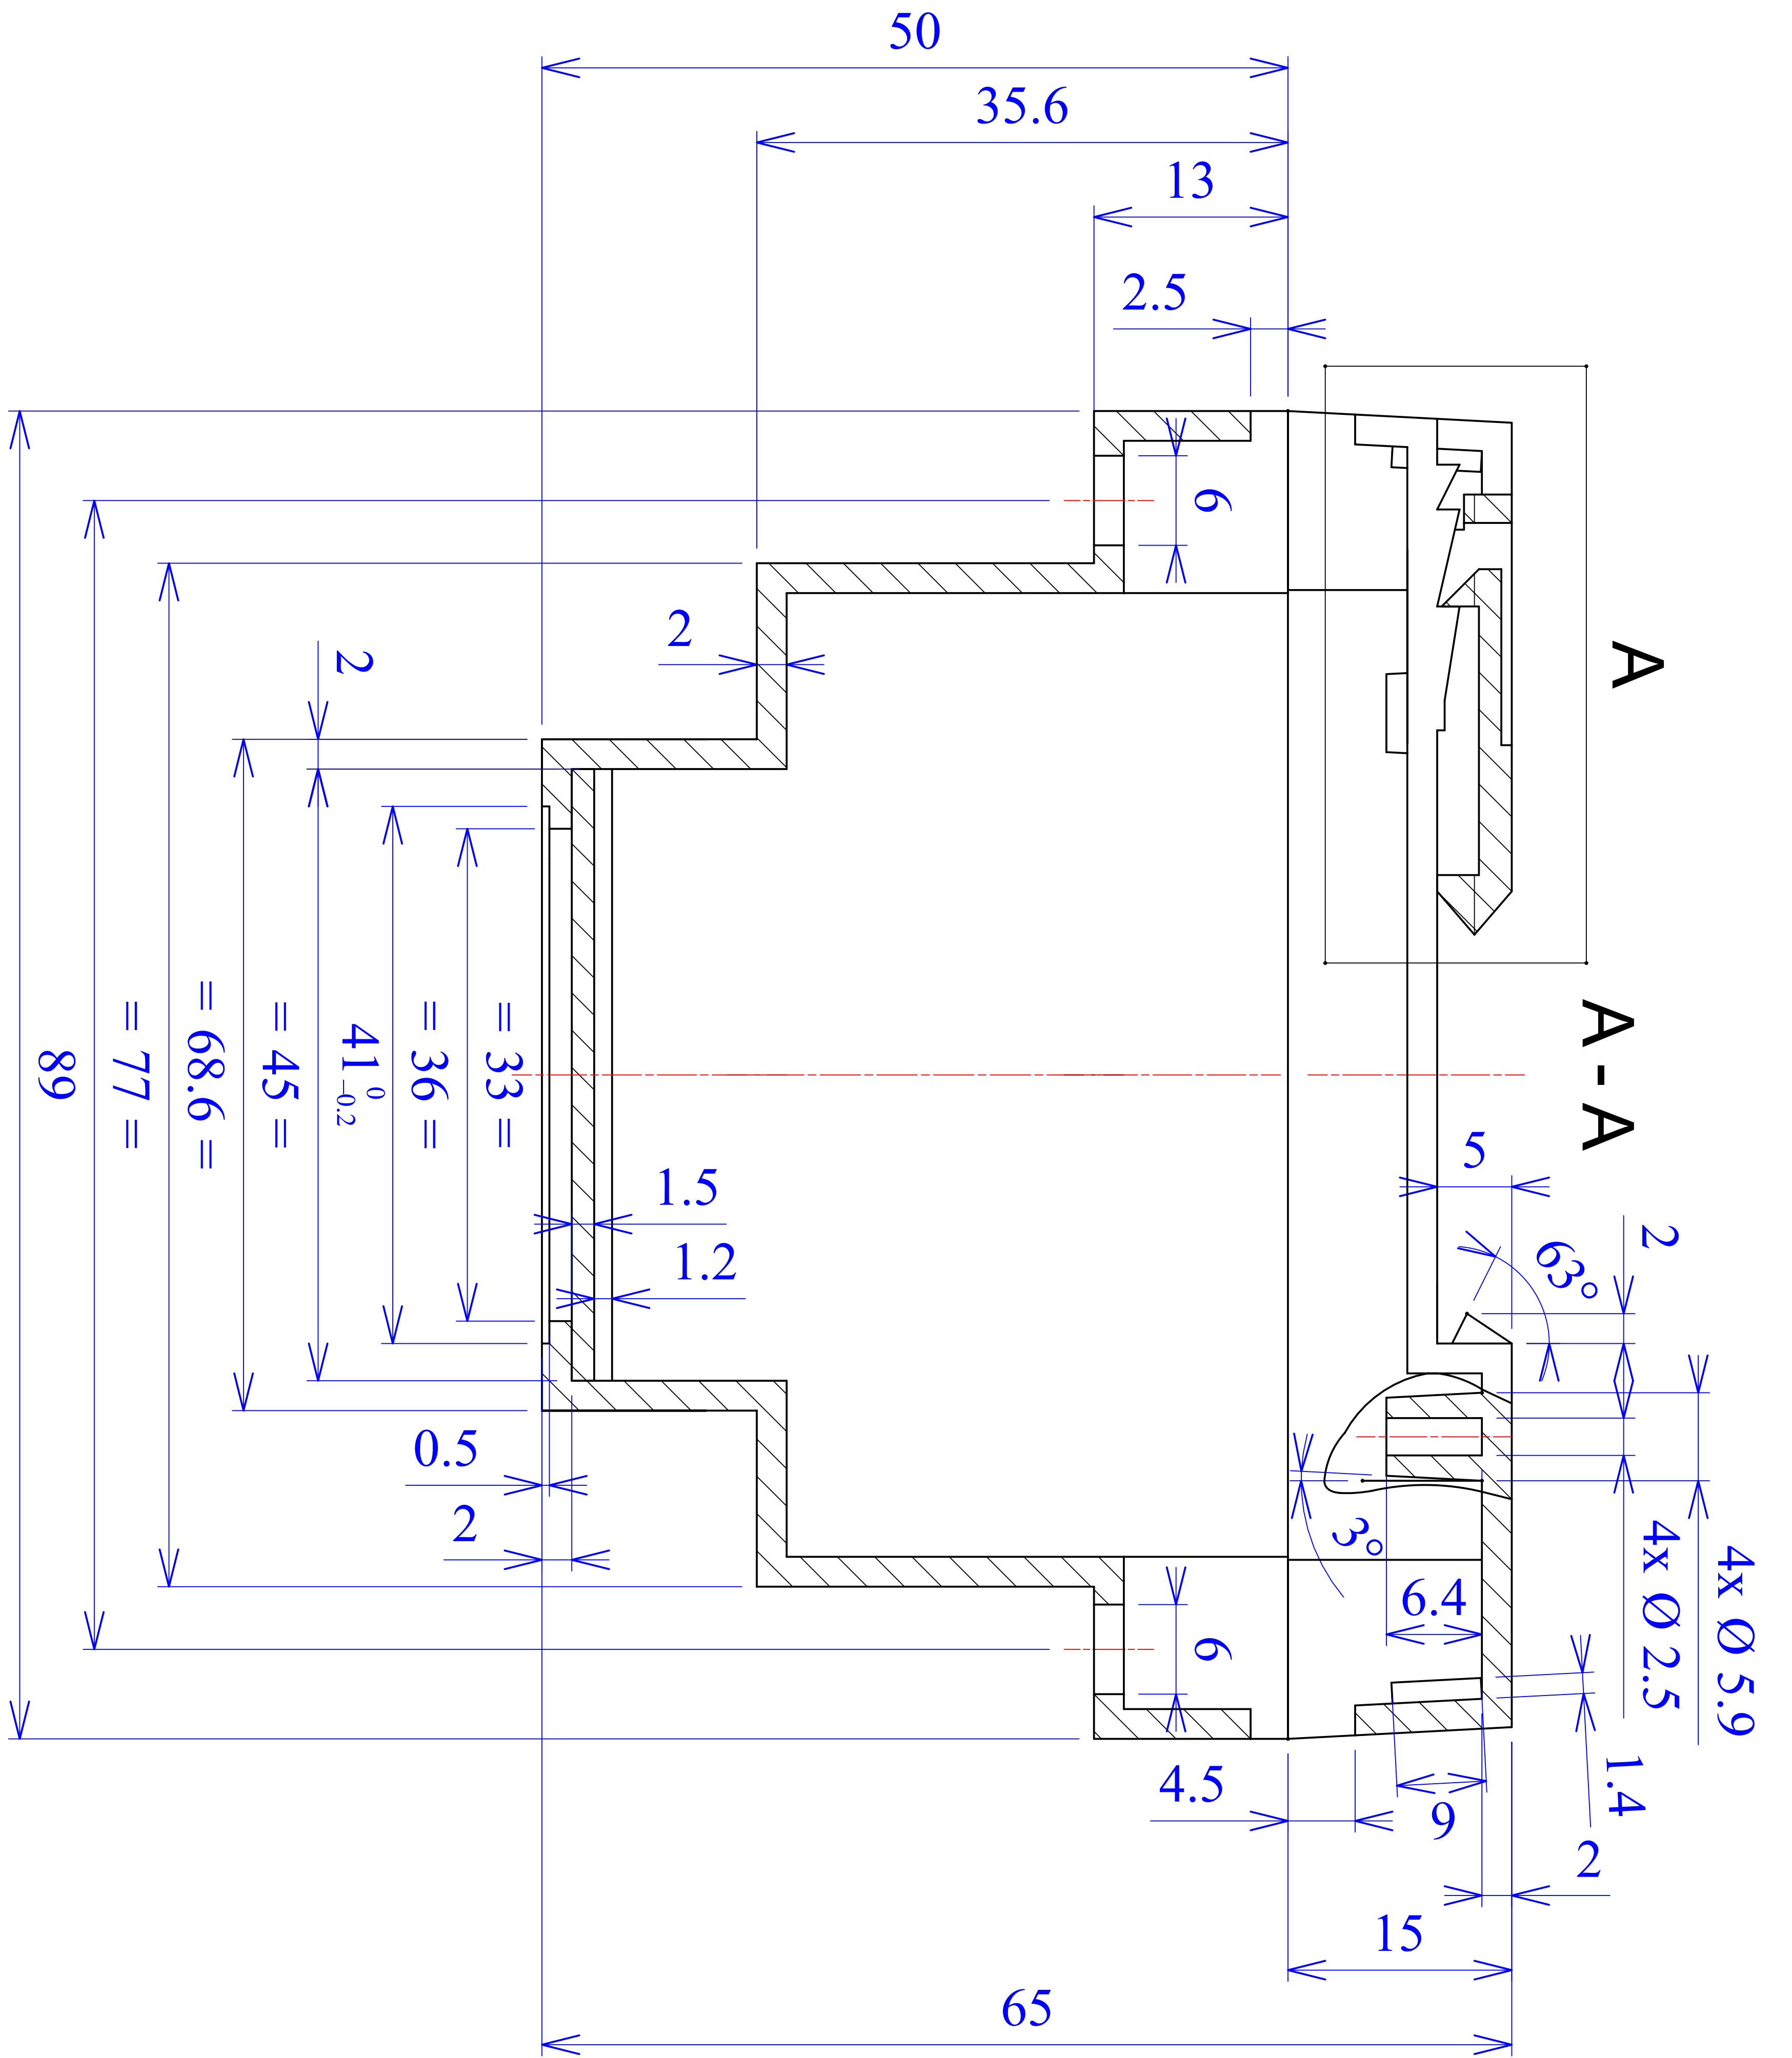 50
35.6
13
2.5
6
2
2
A
A - A
= 33 =
= 36 =
41 0 -0.2
= 45 =
= 68.6 =
= 77 =
89
5
1.5
1.2
2
63°
0.5
2
3°
6.4
4x Ø 2.5
4x Ø 5.9
6
1.4
4.5
6
2
15
65